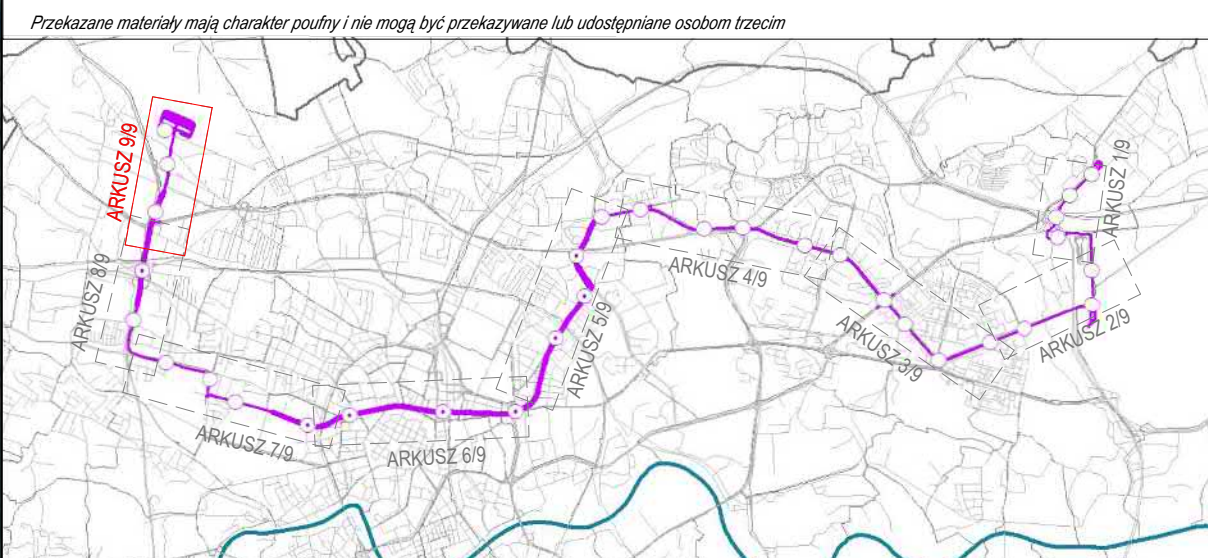 Przekazane materiały mają charakter poufny i nie mogą być przekazywane lub udostępniane osobom trzecim
ARKUSZ 9/9
ARKUSZ 8/9
ARKUSZ 7/9
ARKUSZ 6/9
ARKUSZ 5/9
ARKUSZ 4/9
ARKUSZ 3/9
ARKUSZ 2/9
ARKUSZ 1/9